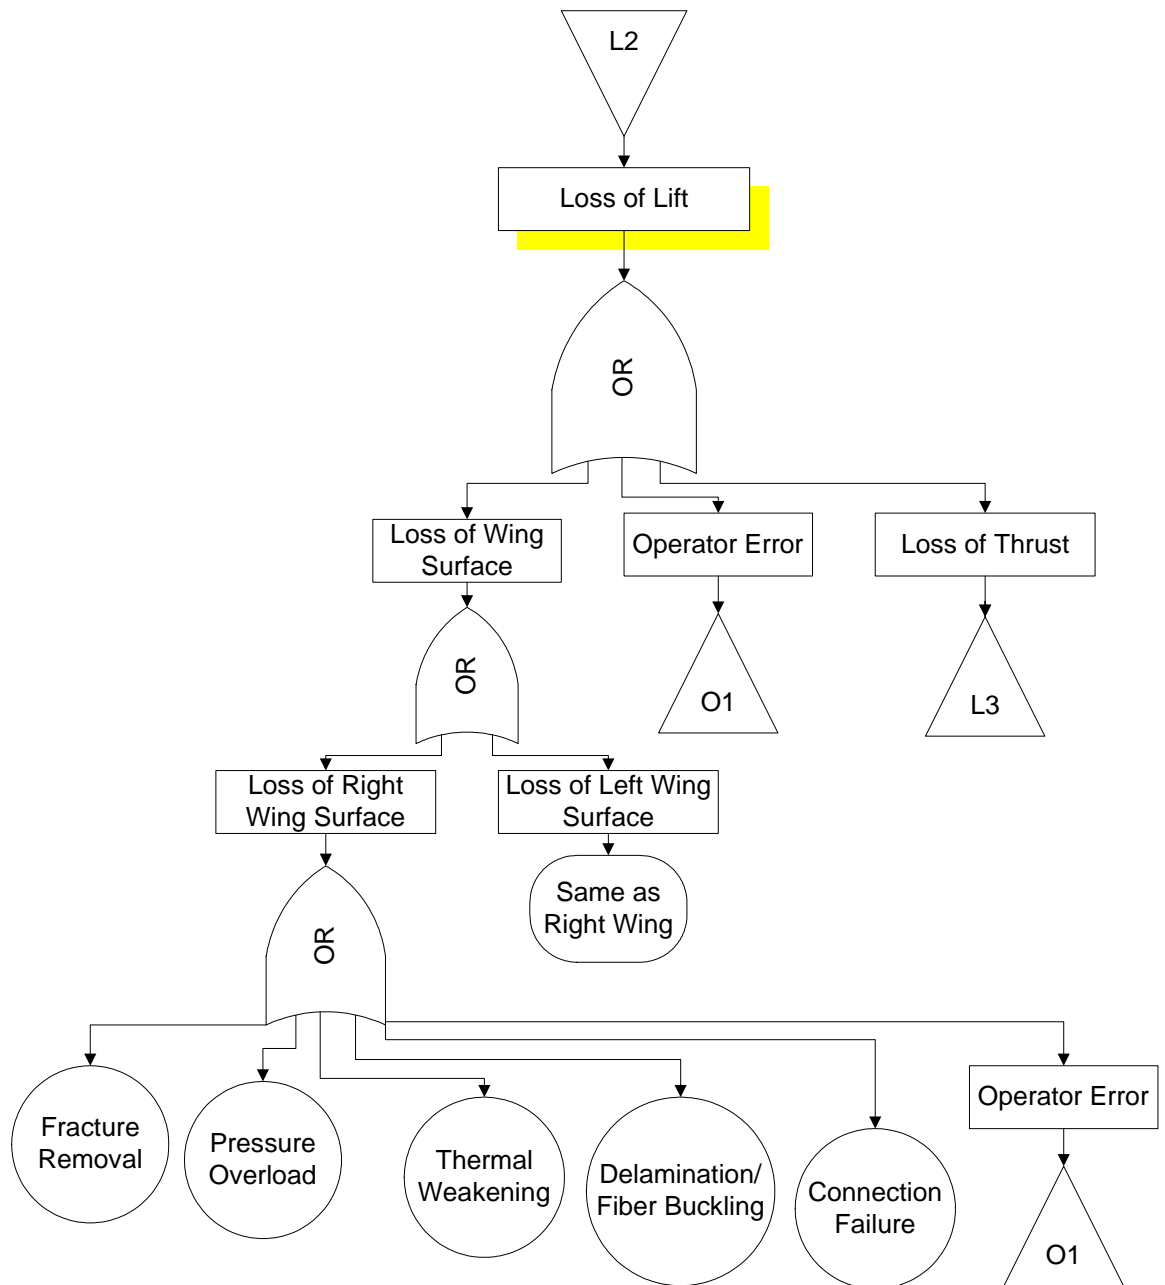 L2
Loss of Lift
OR
Loss of Wing
Surface
Operator Error
Loss of Thrust
OR
O1
L3
Loss of Right
Wing Surface
Loss of Left Wing
Surface
Same as
Right Wing
OR
Fracture
Removal
Pressure
Overload
Thermal
Weakening
Delamination/
Fiber Buckling
Connection
Failure
Operator Error
O1